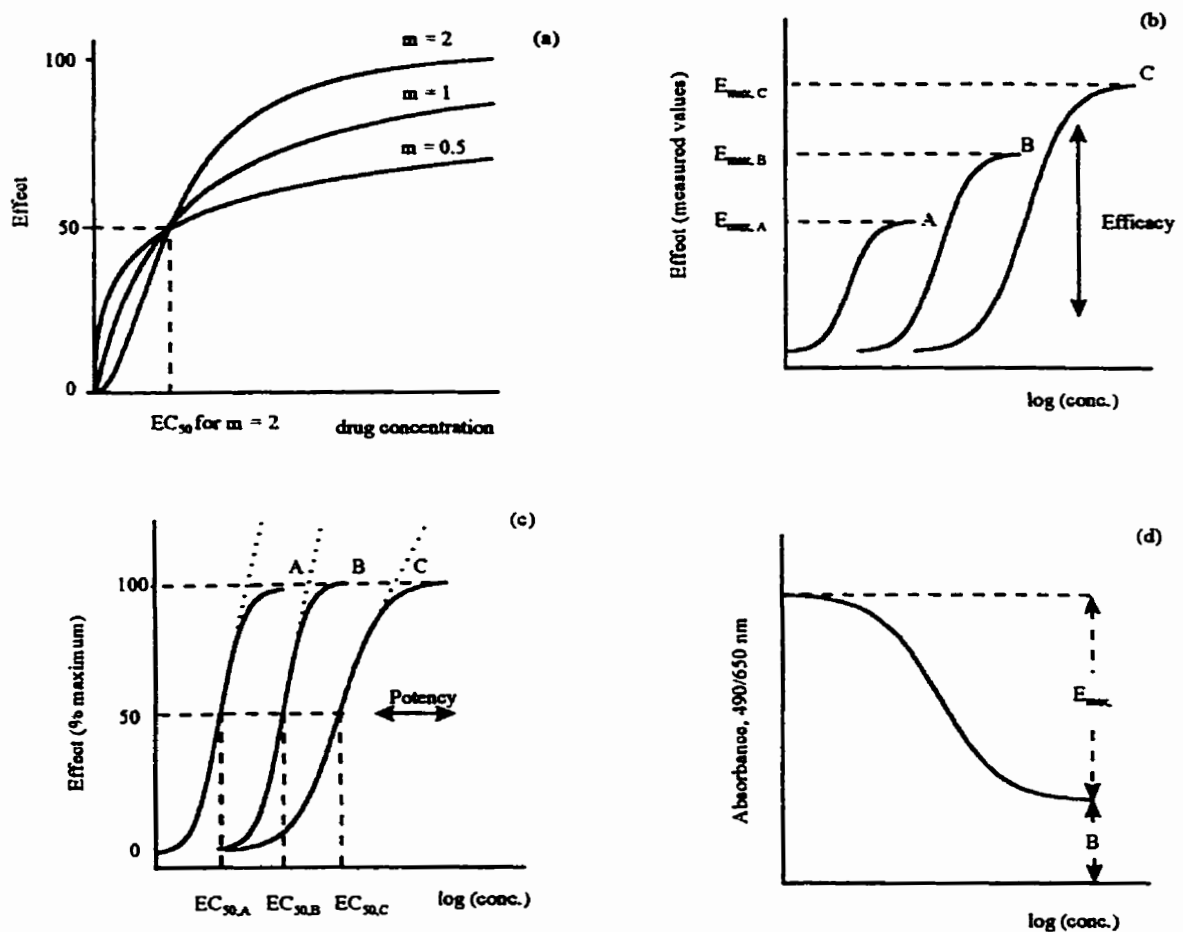 (a)
100
m = 2
m = 1
m = 0.5
Effect
50
0
EC50 for m = 2
drug concentration
(b)
C
Emax, C
B
Emax, B
Emax, A
A
Efficacy
Effect (measured values)
log (conc.)
(c)
A
B
C
100
Potency
50
Effect (% maximum)
0
EC50,A
EC50,B
EC50,C
log (conc.)
(d)
Absorbance, 490/650 nm
Emax,
B
log (conc.)